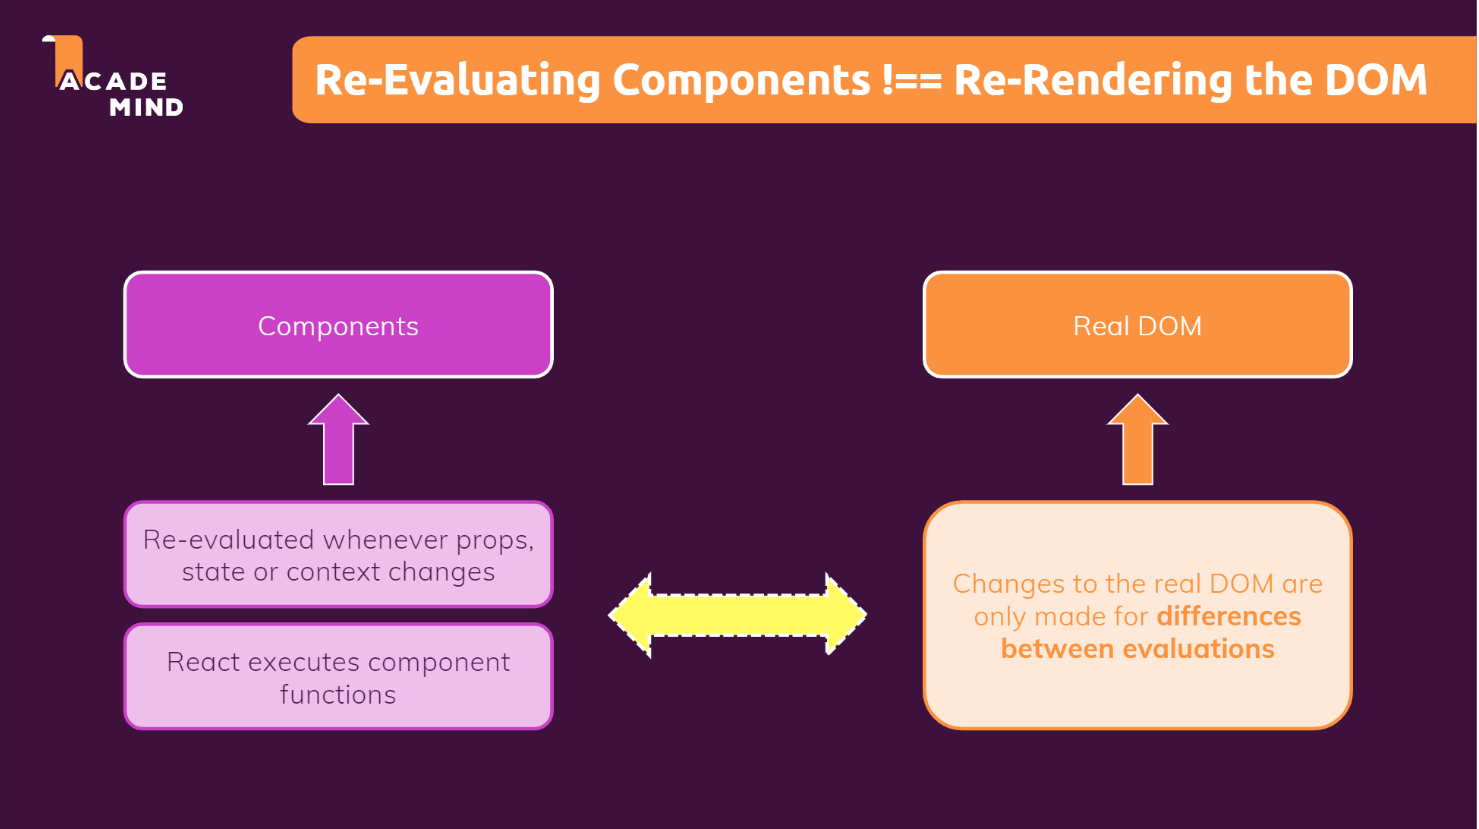 ACADE
MIND
Re-Evaluating Components !== Re-Rendering the DOM
Components
Real DOM
Re-evaluated whenever props,
state or context changes
React executes component
functions
Changes to the real DOM are
only made for differences
between evaluations